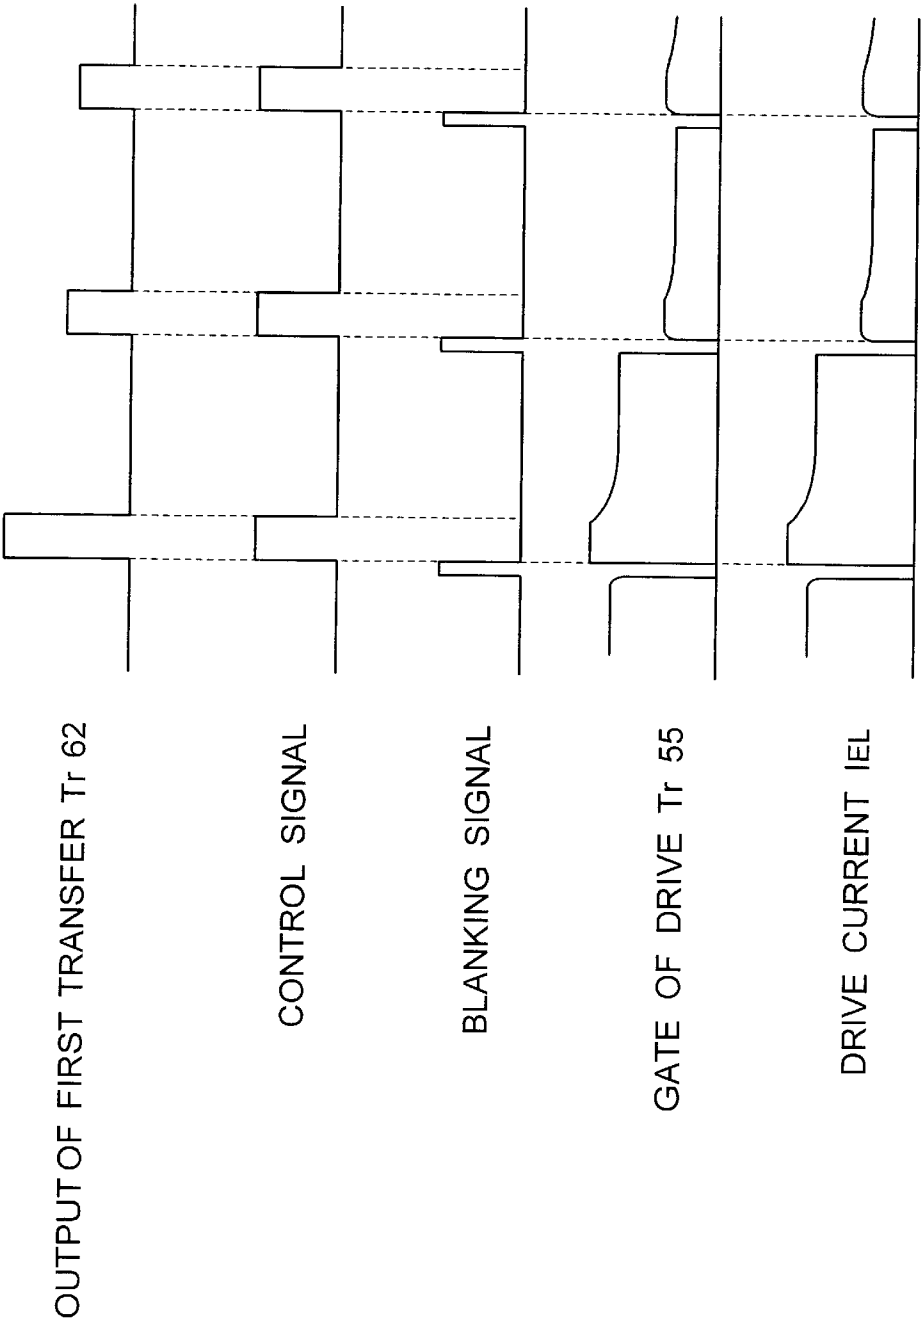 OUTPUT OF FIRST TRANSFER Tr 62
CONTROL SIGNAL
BLANKING SIGNAL
GATE OF DRIVE Tr 55
DRIVE CURRENT IEL